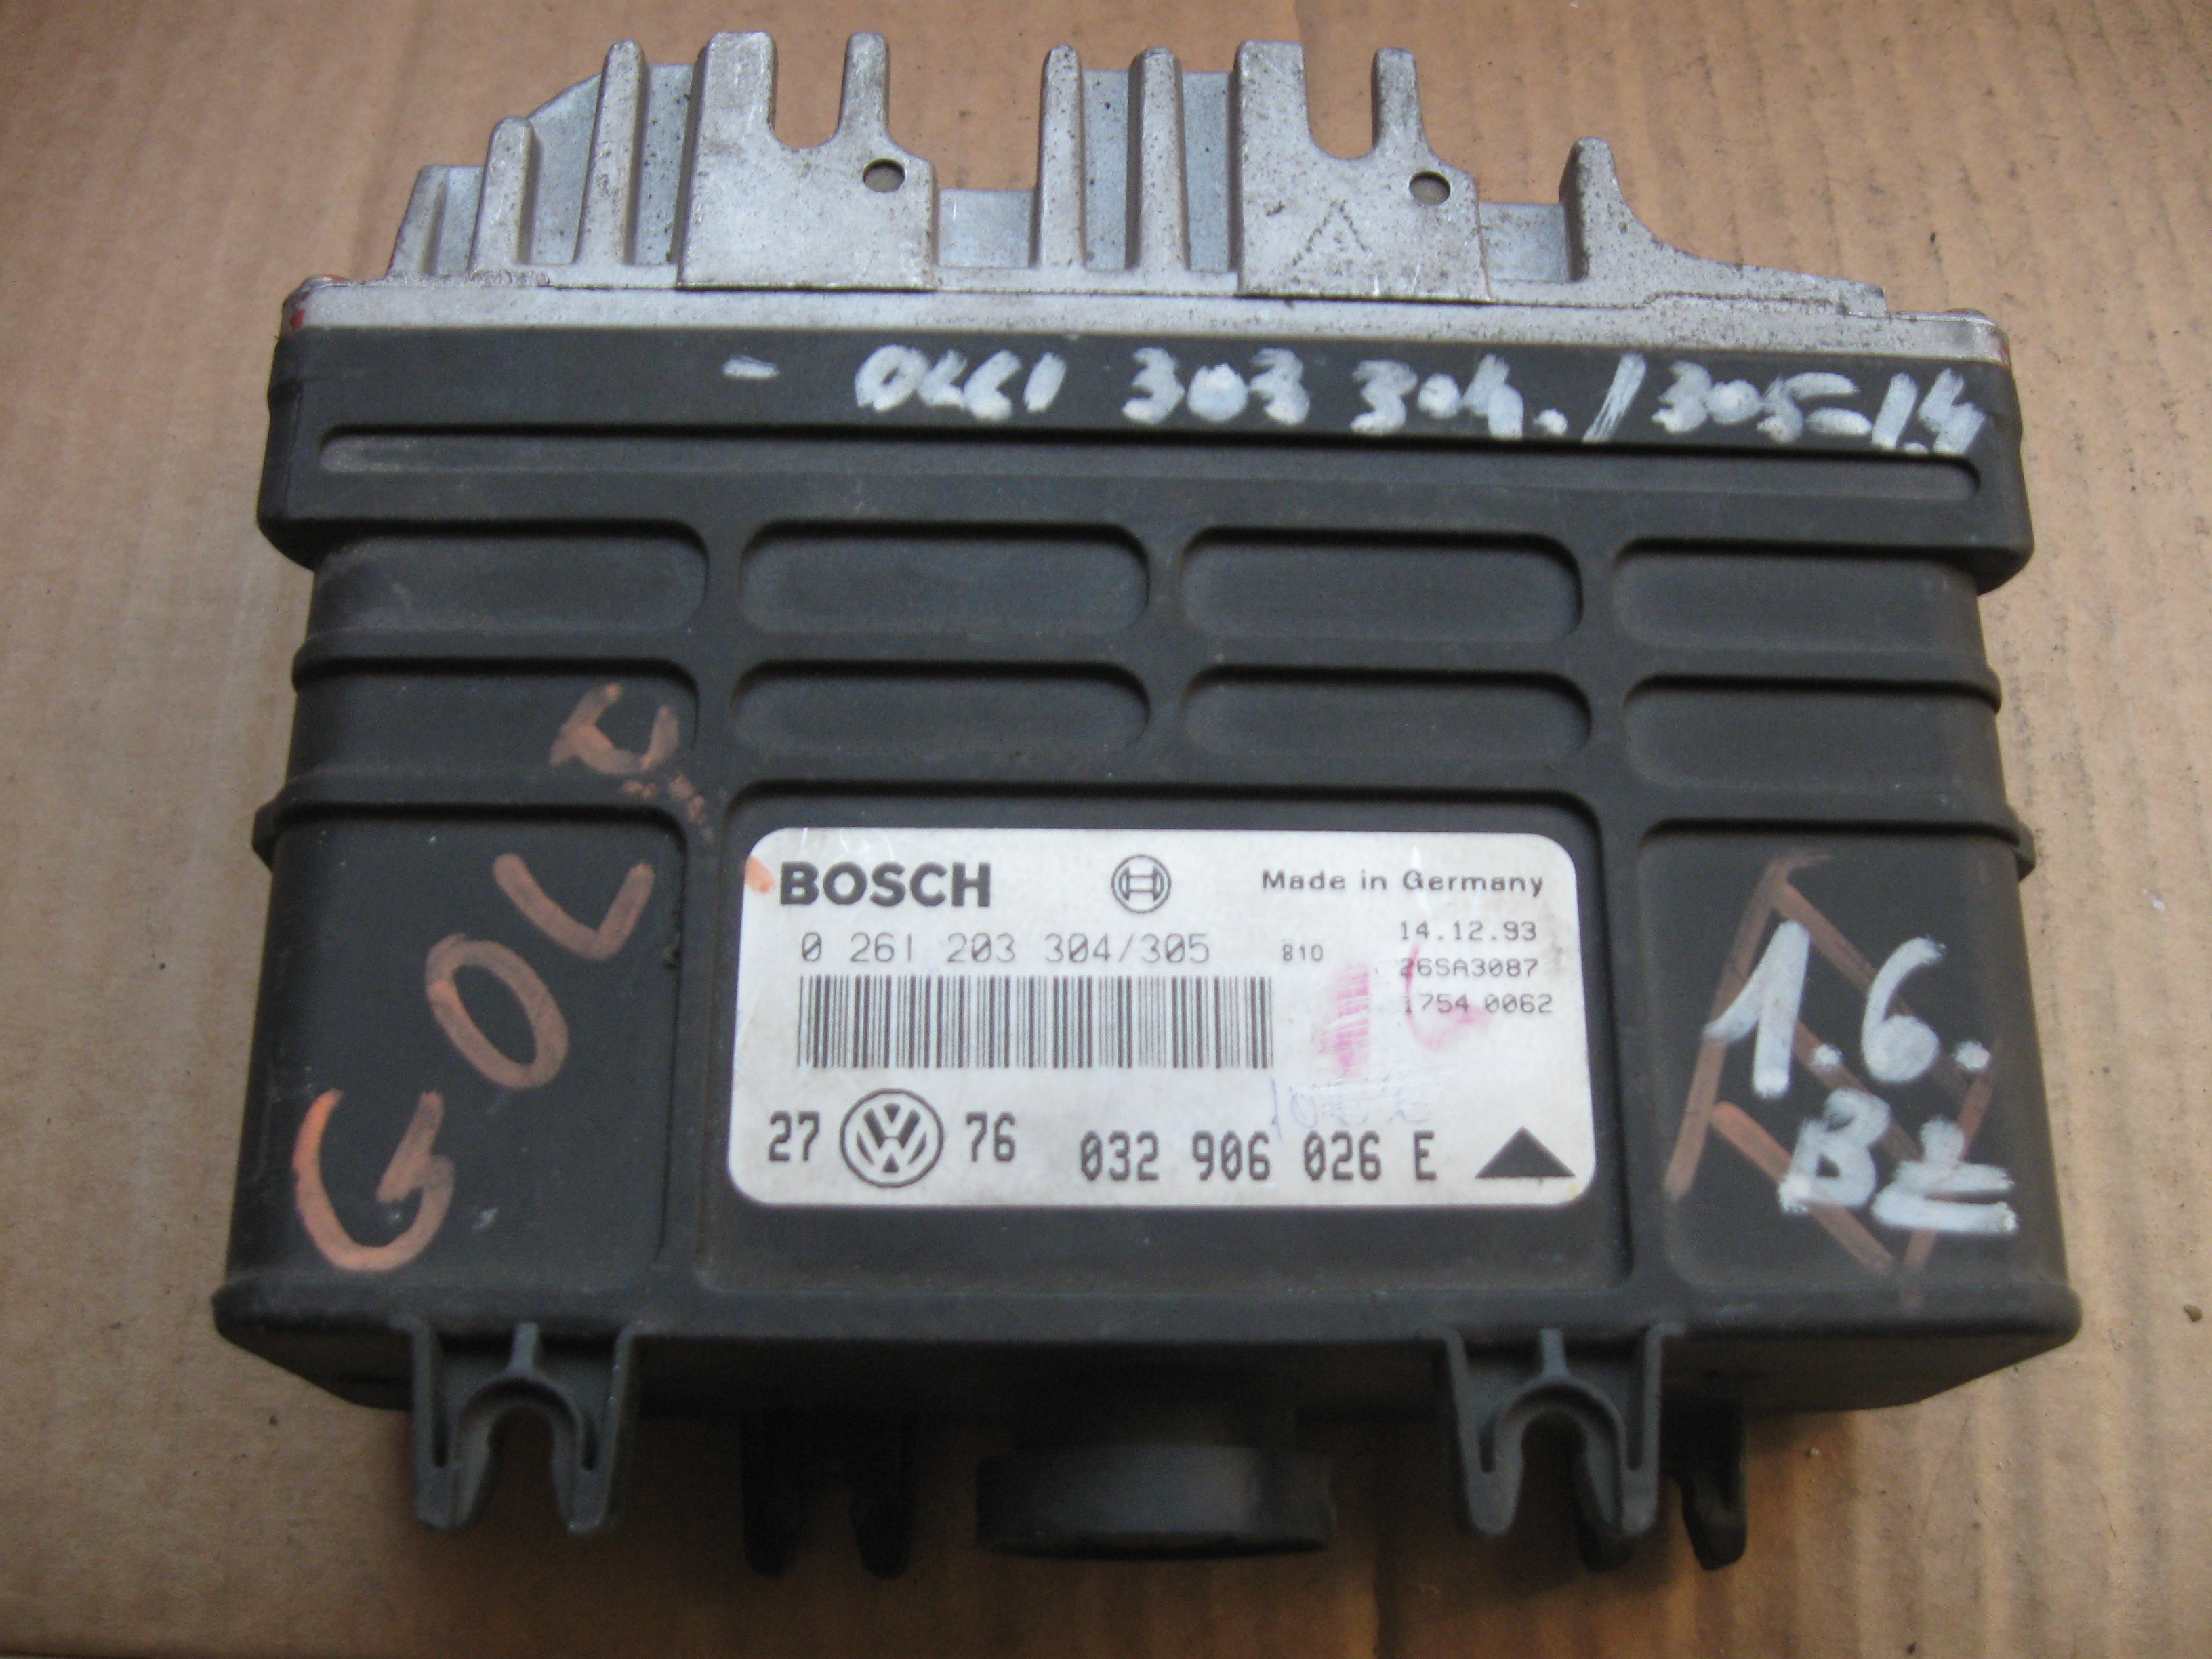 - 0261 303 304./305-1.4
GOLF
BOSCH
Made in Germany
0 261 203 304/305
810
14.12.93
26SA3087
1754 0062
27
76
032 906 026 E
1.6.
BZ